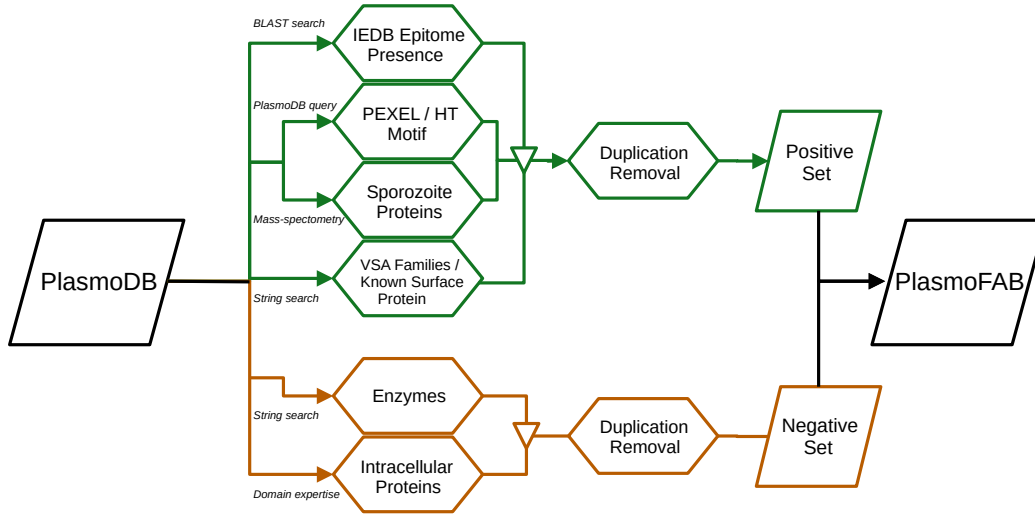 BLAST search
IEDB Epitome
Presence
PlasmoDB query
PEXEL / HT
Motif
Sporozoite
Proteins
Mass-spectometry
VSA Families /
Known Surface
Protein
String search
Duplication
Removal
Positive
Set
PlasmoDB
PlasmoFAB
Enzymes
String search
Intracellular
Proteins
Domain expertise
Duplication
Removal
Negative
Set